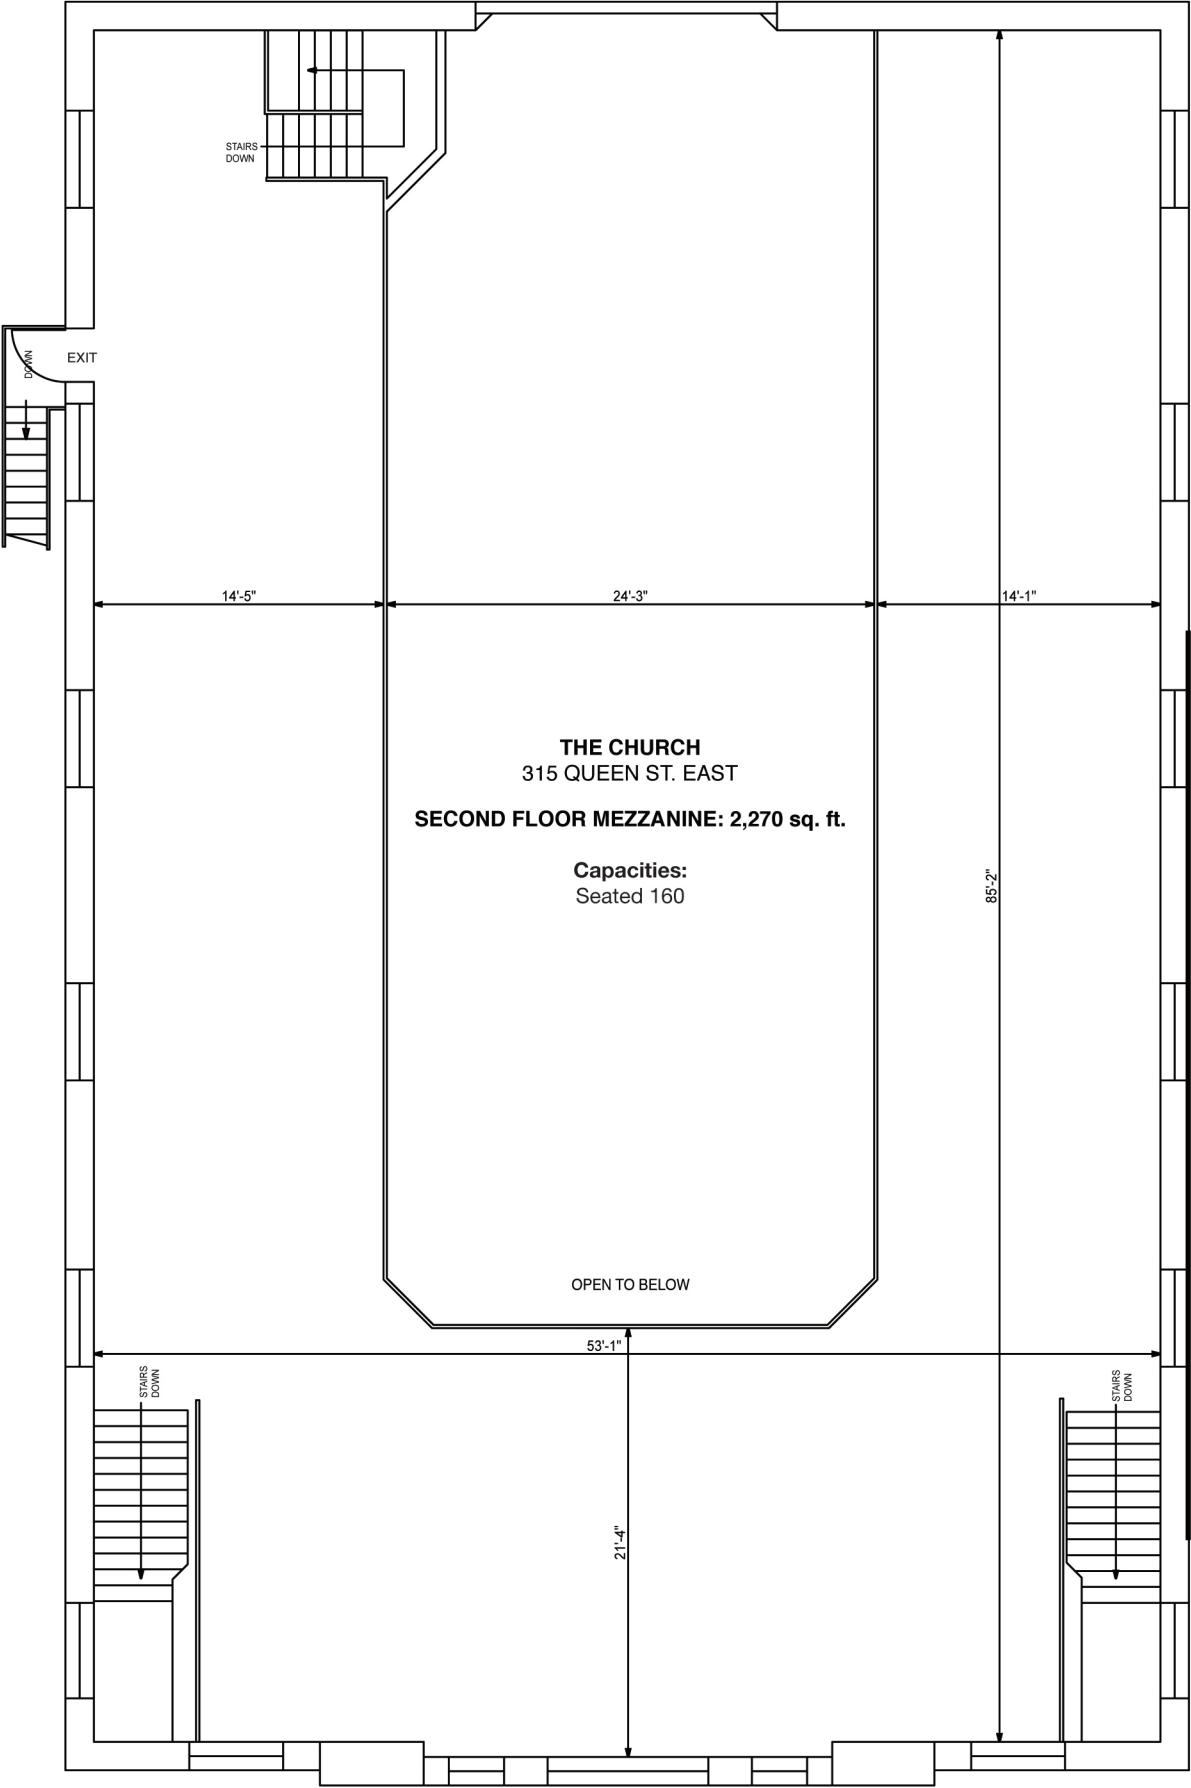 STAIRS
DOWN
EXIT
DOWN
14'-5"
24'-3"
14'-1"
THE CHURCH
315 QUEEN ST. EAST
SECOND FLOOR MEZZANINE: 2,270 sq. ft.
Capacities:
Seated 160
85'-2"
OPEN TO BELOW
53'-1"
STAIRS
DOWN
STAIRS
DOWN
21'-4"